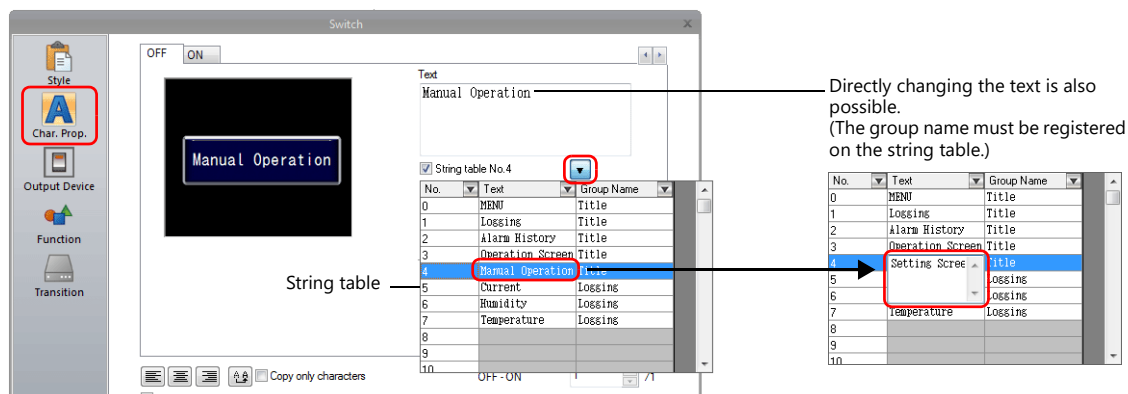 Switch
x
Style
Char. Prop.
Output Device
Function
Transition
OFF ON
Manual Operation
Text
Manual Operation
String table No.4
No. Text Group Name
0 MENU Title
1 Logging Title
2 Alarm History Title
3 Operation Screen Title
4 Manual Operation Title
5 Current Logging
6 Humidity Logging
7 Temperature Logging
8
9
10
String table
Copy only characters
OFF - ON
/1
Directly changing the text is also
possible.
(The group name must be registered
on the string table.)
No. Text Group Name
0 MENU Title
1 Logging Title
2 Alarm History Title
3 Operation Screen Title
4 Setting Scree Title
5 Logging
6 Logging
7 Temperature Logging
8
9
10